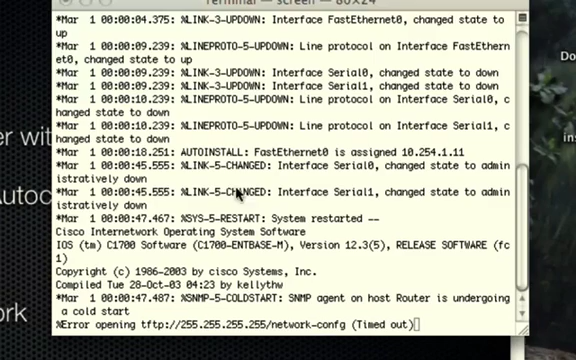 80×24
*Mar  1 00:00:04.375: %LINK-3-UPDOWN: Interface FastEthernet0, changed state to
up
*Mar  1 00:00:09.239: %LINEPROTO-5-UPDOWN: Line protocol on Interface FastEthern
et0, changed state to up
*Mar  1 00:00:09.239: %LINK-3-UPDOWN: Interface Serial0, changed state to down
*Mar  1 00:00:09.239: %LINK-3-UPDOWN: Interface Serial1, changed state to down
*Mar  1 00:00:10.239: %LINEPROTO-5-UPDOWN: Line protocol on Interface Serial0, c
hanged state to down
*Mar  1 00:00:10.239: %LINEPROTO-5-UPDOWN: Line protocol on Interface Serial1, c
hanged state to down
*Mar  1 00:00:18.251: AUTOINSTALL: FastEthernet0 is assigned 10.254.1.11
*Mar  1 00:00:45.555: %LINK-5-CHANGED: Interface Serial0, changed state to admin
istratively down
*Mar  1 00:00:45.555: %LINK-5-CHANGED: Interface Serial1, changed state to admin
istratively down
*Mar  1 00:00:47.467: %SYS-5-RESTART: System restarted --
Cisco Internetwork Operating System Software
IOS (tm) C1700 Software (C1700-ENTBASE-M), Version 12.3(5), RELEASE SOFTWARE (fc
1)
Copyright (c) 1986-2003 by cisco Systems, Inc.
Compiled Tue 28-Oct-03 04:23 by kellythw
*Mar  1 00:00:47.487: %SNMP-5-COLDSTART: SNMP agent on host Router is undergoing
 a cold start
%Error opening tftp://255.255.255.255/network-confg (Timed out)
er wit
Autoc
ork
Do
ins